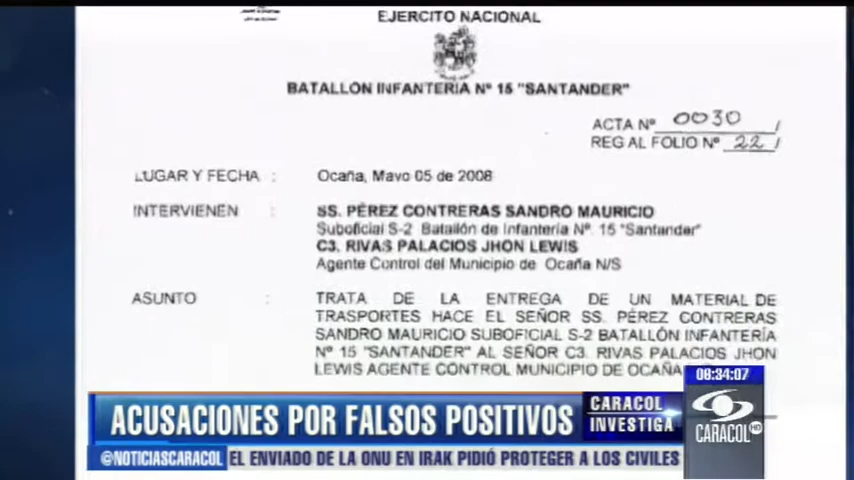 EJERCITO NACIONAL
BATALLÓN INFANTERIA Nº 15 "SANTANDER"
ACTA Nº 0030 /
REG AL FOLIO Nº 22 /
LUGAR Y FECHA : Ocaña, Mayo 05 de 2008
INTERVIENEN : SS. PÉREZ CONTRERAS SANDRO MAURICIO
Suboficial S-2 Batallón de Infantería Nº. 15 "Santander"
C3. RIVAS PALACIOS JHON LEWIS
Agente Control del Municipio de Ocaña N/S
ASUNTO : TRATA DE LA ENTREGA DE UN MATERIAL DE
TRASPORTES HACE EL SEÑOR SS. PÉREZ CONTRERAS
SANDRO MAURICIO SUBOFICIAL S-2 BATALLÓN INFANTERÍA
Nº 15 "SANTANDER" AL SEÑOR C3. RIVAS PALACIOS JHON
LEWIS AGENTE CONTROL MUNICIPIO DE OCAÑA
08:34:07
ACUSACIONES POR FALSOS POSITIVOS
CARACOL
INVESTIGA
CARACOL HD
@NOTICIASCARACOL EL ENVIADO DE LA ONU EN IRAK PIDIÓ PROTEGER A LOS CIVILES